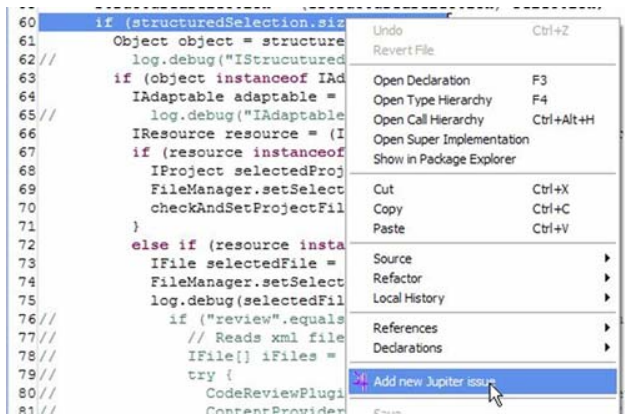 60 if (structuredSelection.siz
61 Object object = structure
62// log.debug("IStrucutured
63 if (object instanceof IAd
64 IAdaptable adaptable =
65// log.debug("IAdaptable
66 IResource resource = (I
67 if (resource instanceof
68 IProject selectedProj
69 FileManager.setSelect
70 checkAndSetProjectFil
71 }
72 else if (resource insta
73 IFile selectedFile =
74 FileManager.setSelect
75 log.debug(selectedFil
76// if ("review".equals
77// // Reads xml file
78// IFile[] iFiles =
79// try {
80// CodeReviewPlugi
81// ContentProvider
Undo Ctrl+Z
Revert File
Open Declaration F3
Open Type Hierarchy F4
Open Call Hierarchy Ctrl+Alt+H
Open Super Implementation
Show in Package Explorer
Cut Ctrl+X
Copy Ctrl+C
Paste Ctrl+V
Source
Refactor
Local History
References
Declarations
Add new Jupiter issue
Save